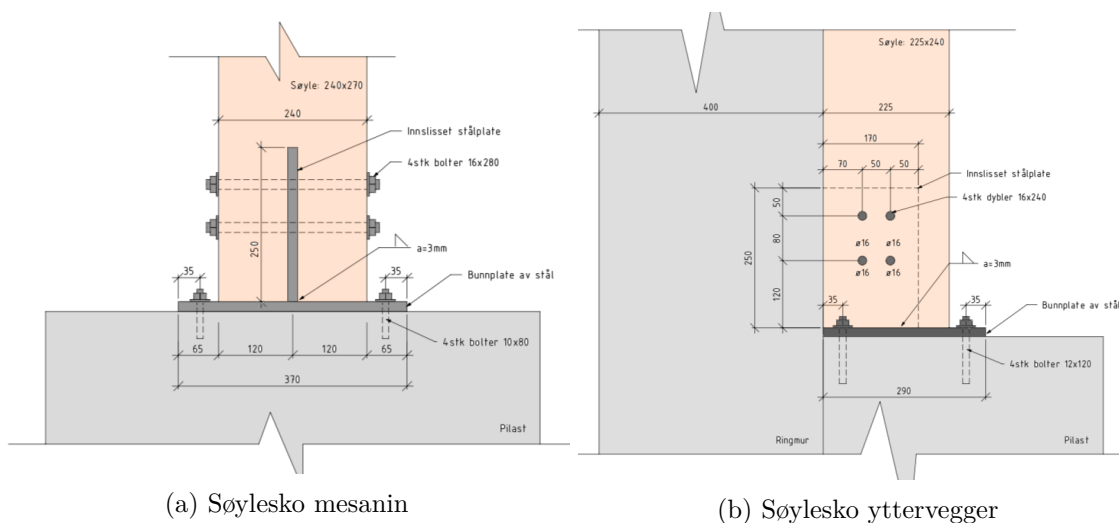 Søyle: 240x270
240
Innslisset stålplate
4stk bolter 16x280
250
a=3mm
35
35
Bunnplate av stål
4stk bolter 10x80
65
120
120
65
370
Pilast
(a) Søylesko mesanin
Søyle: 225x240
400
225
170
70
50
50
Innslisset stålplate
4stk dybler 16x240
50
80
250
120
ø16
ø16
ø16
ø16
a=3mm
35
35
Bunnplate av stål
4stk bolter 12x120
290
Ringmur
Pilast
(b) Søylesko yttervegger